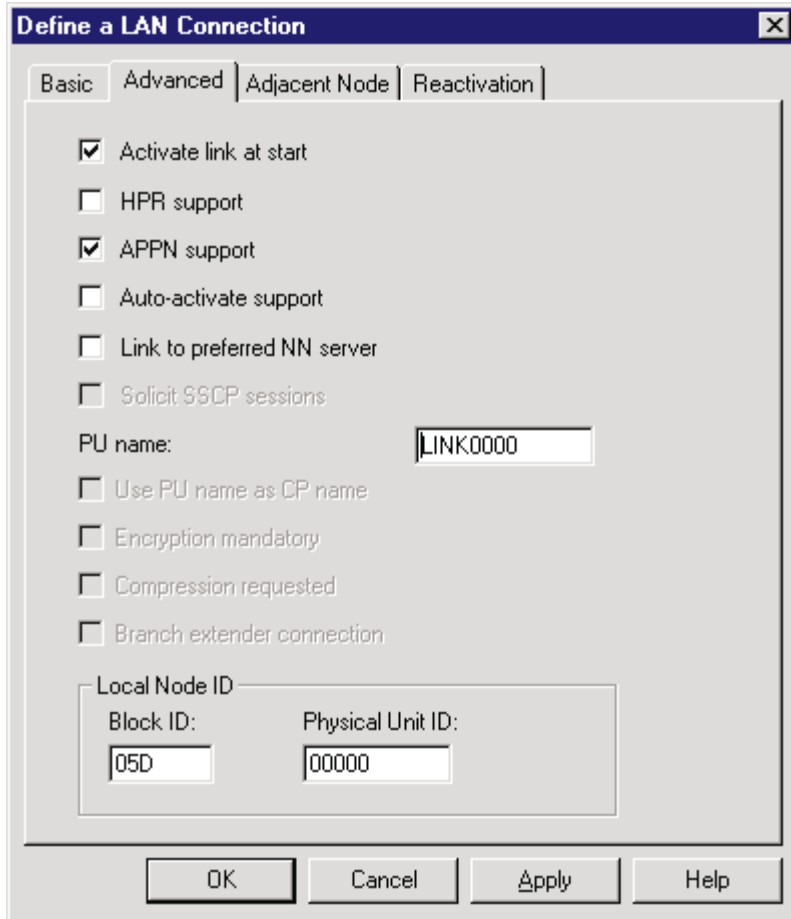 Define a LAN Connection
Basic Advanced Adjacent Node Reactivation
Activate link at start
HPR support
APPN support
Auto-activate support
Link to preferred NN server
Solicit SSCP sessions
PU name: LINK0000
Use PU name as CP name
Encryption mandatory
Compression requested
Branch extender connection
Local Node ID
Block ID: Physical Unit ID:
05D 00000
OK Cancel Apply Help